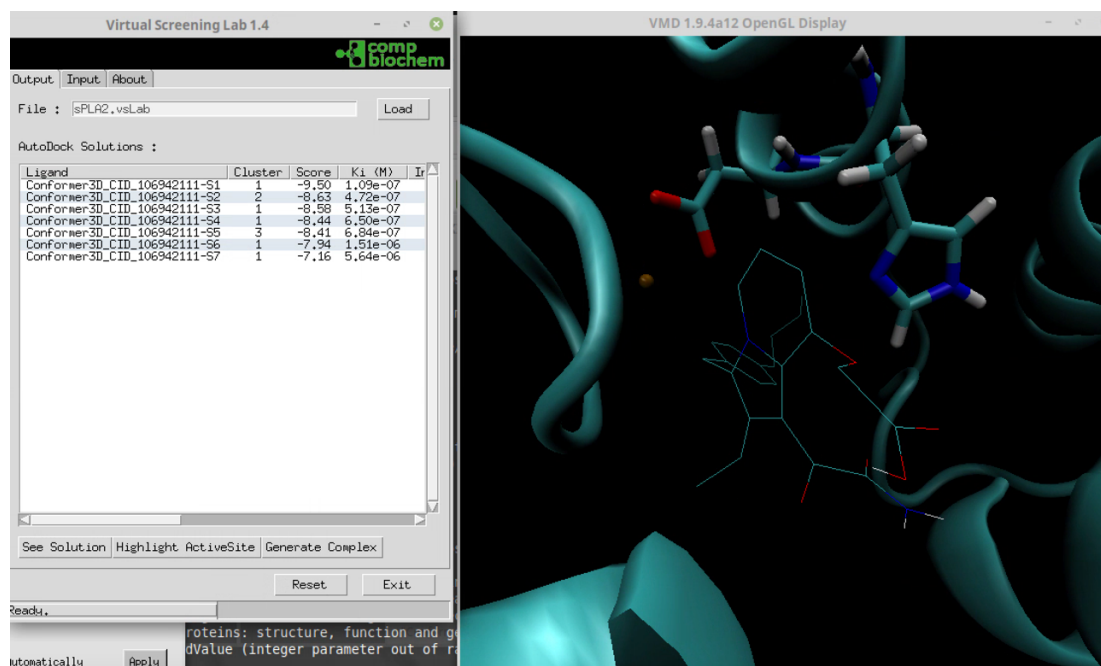 Virtual Screening Lab 1.4
comp
biochem
Output Input About
File : sPLA2.vsLab Load
AutoDock Solutions :
Ligand Cluster Score Ki (M)
Conformer3D_CID_106942111-S1 1 -9.50 1.09e-07
Conformer3D_CID_106942111-S2 2 -8.63 4.72e-07
Conformer3D_CID_106942111-S3 1 -8.58 5.13e-07
Conformer3D_CID_106942111-S4 1 -8.44 6.50e-07
Conformer3D_CID_106942111-S5 3 -8.41 6.84e-07
Conformer3D_CID_106942111-S6 1 -7.94 1.51e-06
Conformer3D_CID_106942111-S7 1 -7.16 5.64e-06
See Solution Highlight ActiveSite Generate Complex
Reset Exit
Ready.
roteins: structure, function and ge
dValue (integer parameter out of ra
utomatically Apply
VMD 1.9.4a12 OpenGL Display